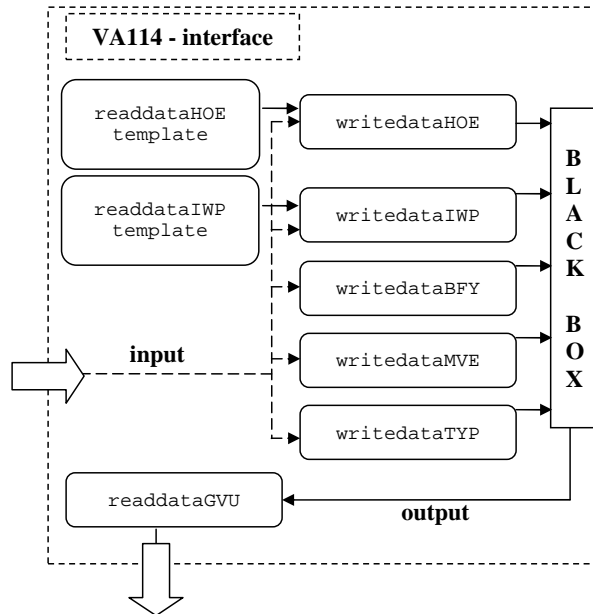 VA114 - interface
readdataHOE
template
writedataHOE
readdataIWP
template
writedataIWP
writedataBFY
input
writedataMVE
writedataTYP
B
L
A
C
K
B
O
X
readdataGVU
output